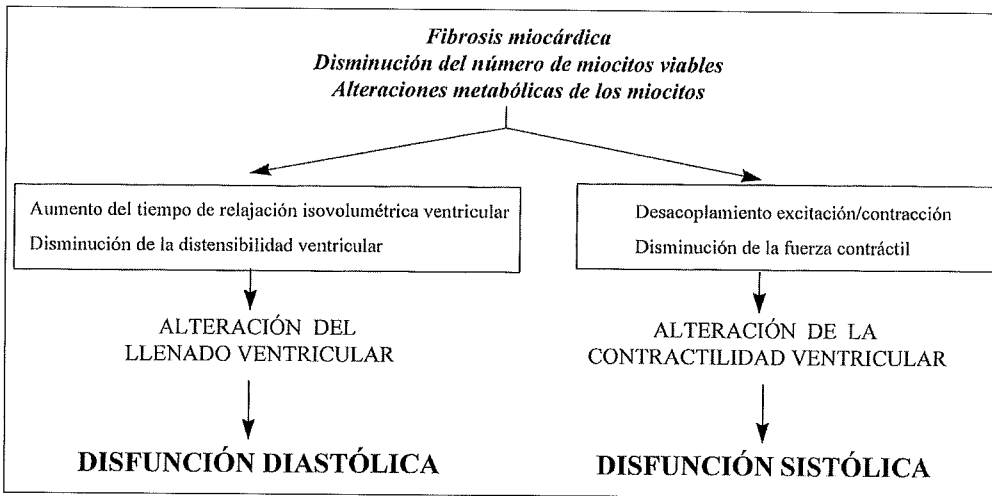 Fibrosis miocárdica
Disminución del número de miocitos viables
Alteraciones metabólicas de los miocitos
Aumento del tiempo de relajación isovolumétrica ventricular
Disminución de la distensibilidad ventricular
ALTERACIÓN DEL
LLENADO VENTRICULAR
DISFUNCIÓN DIASTÓLICA
Desacoplamiento excitación/contracción
Disminución de la fuerza contráctil
ALTERACIÓN DE LA
CONTRACTILIDAD VENTRICULAR
DISFUNCIÓN SISTÓLICA